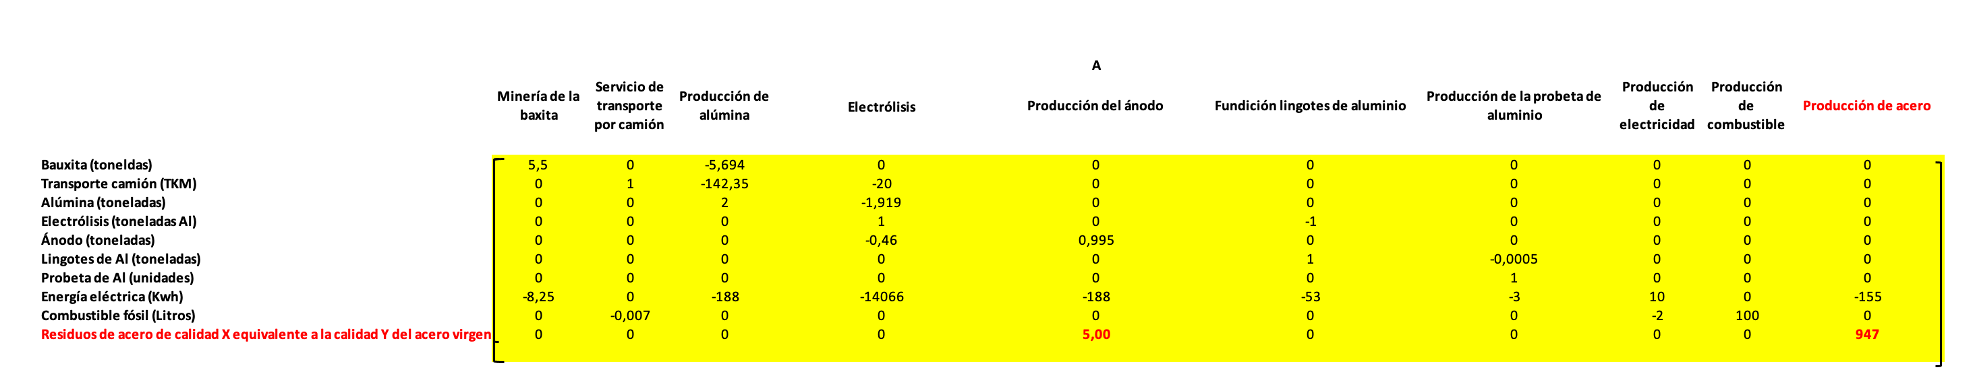 A
Minería de la baxita Servicio de transporte por camión Producción de alúmina Electrólisis Producción del ánodo Fundición lingotes de aluminio Producción de la probeta de aluminio Producción de electricidad Producción de combustible Producción de acero
Bauxita (toneldas) 5,5 0 -5,694 0 0 0 0 0 0 0
Transporte camión (TKM) 0 1 -142,35 -20 0 0 0 0 0 0
Alúmina (toneladas) 0 0 2 -1,919 0 0 0 0 0 0
Electrólisis (toneladas Al) 0 0 0 1 0 -1 0 0 0 0
Ánodo (toneladas) 0 0 0 -0,46 0,995 0 0 0 0 0
Lingotes de Al (toneladas) 0 0 0 0 0 1 -0,0005 0 0 0
Probeta de Al (unidades) 0 0 0 0 0 0 1 0 0 0
Energía eléctrica (Kwh) -8,25 0 -188 -14066 -188 -53 -3 10 0 -155
Combustible fósil (Litros) 0 -0,007 0 0 0 0 0 -2 100 0
Residuos de acero de calidad X equivalente a la calidad Y del acero virgen 0 0 0 0 5,00 0 0 0 0 947